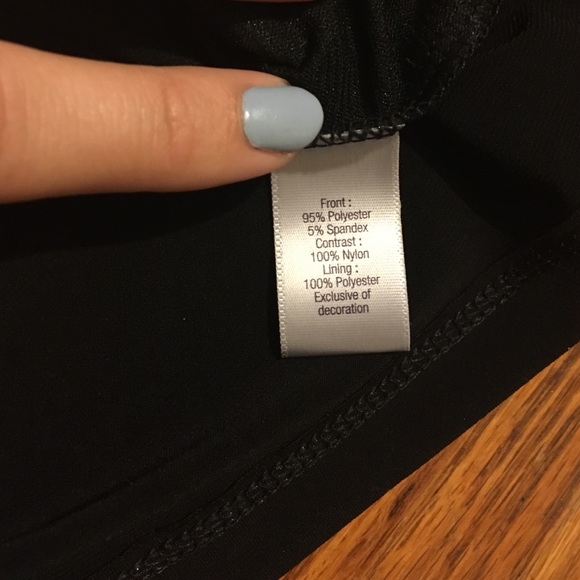 Front :
95% Polyester
5% Spandex
Contrast :
100% Nylon
Lining :
100% Polyester
Exclusive of
decoration